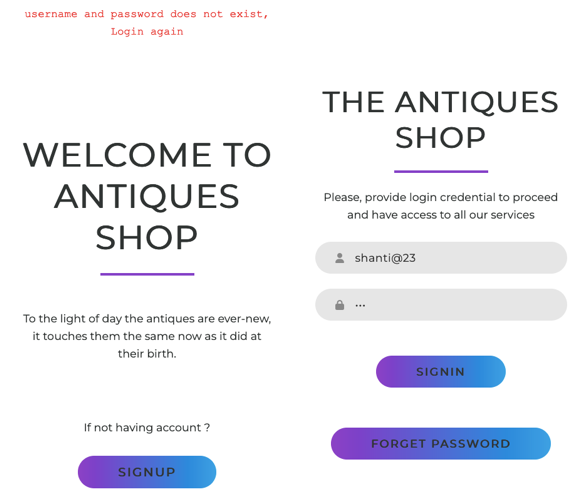 username and password does not exist,
Login again
WELCOME TO
ANTIQUES
SHOP
To the light of day the antiques are ever-new,
it touches them the same now as it did at
their birth.
If not having account ?
SIGNUP
THE ANTIQUES
SHOP
Please, provide login credential to proceed
and have access to all our services
shanti@23
•••
SIGNIN
FORGET PASSWORD